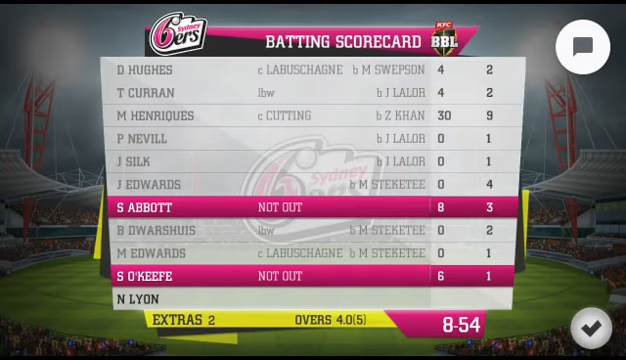 Sydney
6ers
BATTING SCORECARD
KFC
BBL
D HUGHES c LABUSCHAGNE b M SWEPSON 4 2
T CURRAN lbw b J LALOR 4 2
M HENRIQUES c CUTTING b Z KHAN 30 9
P NEVILL b J LALOR 0 1
J SILK b J LALOR 0 1
J EDWARDS b M STEKETEE 0 4
S ABBOTT NOT OUT 8 3
B DWARSHUIS lbw b M STEKETEE 0 2
M EDWARDS c LABUSCHAGNE b M STEKETEE 0 1
S O'KEEFE NOT OUT 6 1
N LYON
EXTRAS 2 OVERS 4.0(5) 8-54
Sydney
6ers